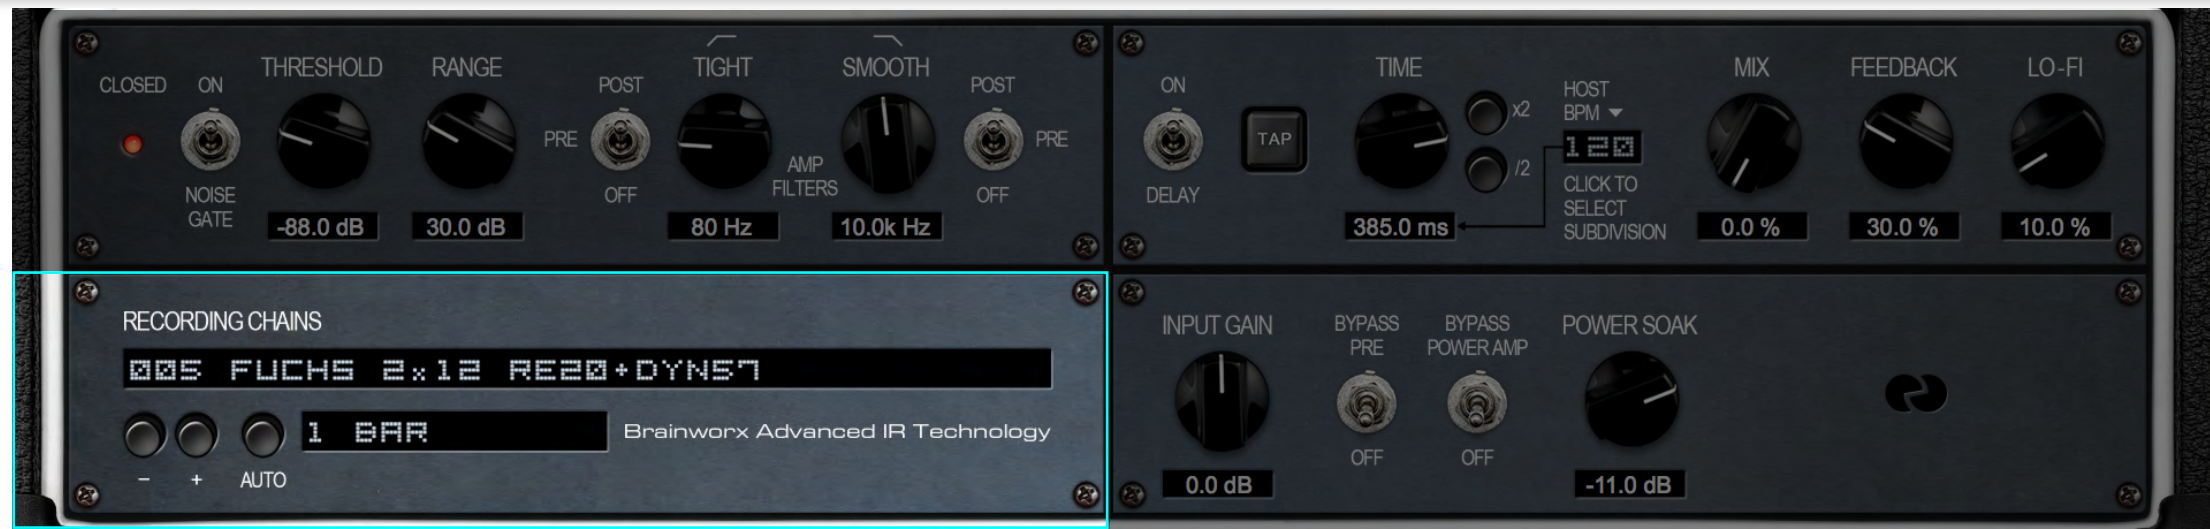 CLOSED
ON
NOISE
GATE
THRESHOLD
-88.0 dB
RANGE
30.0 dB
POST
PRE
OFF
TIGHT
80 Hz
AMP
FILTERS
SMOOTH
10.0k Hz
POST
PRE
OFF
ON
DELAY
TAP
TIME
385.0 ms
x2
/2
HOST
BPM
120
CLICK TO
SELECT
SUBDIVISION
MIX
0.0 %
FEEDBACK
30.0 %
LO-FI
10.0 %
RECORDING CHAINS
005 FUCHS 2x12 RE20+DYN57
1 BAR
Brainworx Advanced IR Technology
- + AUTO
INPUT GAIN
0.0 dB
BYPASS
PRE
OFF
BYPASS
POWER AMP
OFF
POWER SOAK
-11.0 dB